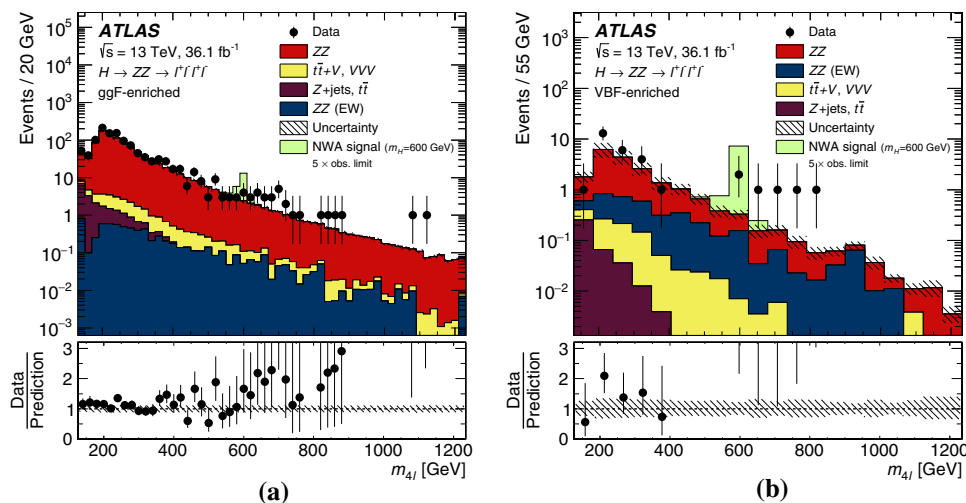 ATLAS
√s = 13 TeV, 36.1 fb⁻¹
H → ZZ → l⁺l⁻l⁺l⁻
ggF-enriched
Data
ZZ
tt̄+V, VVV
Z+jets, tt̄
ZZ (EW)
Uncertainty
NWA signal (m_H=600 GeV)
5 × obs. limit
Events / 20 GeV
10⁵
10⁴
10³
10²
10
1
10⁻¹
10⁻²
10⁻³
Data
Prediction
3
2
1
0
200 400 600 800 1000 1200
m₄l [GeV]
(a)
ATLAS
√s = 13 TeV, 36.1 fb⁻¹
H → ZZ → l⁺l⁻l⁺l⁻
VBF-enriched
Data
ZZ
ZZ (EW)
tt̄+V, VVV
Z+jets, tt̄
Uncertainty
NWA signal (m_H=600 GeV)
5 × obs. limit
Events / 55 GeV
10³
10²
10
1
10⁻¹
10⁻²
Data
Prediction
3
2
1
0
200 400 600 800 1000 1200
m₄l [GeV]
(b)